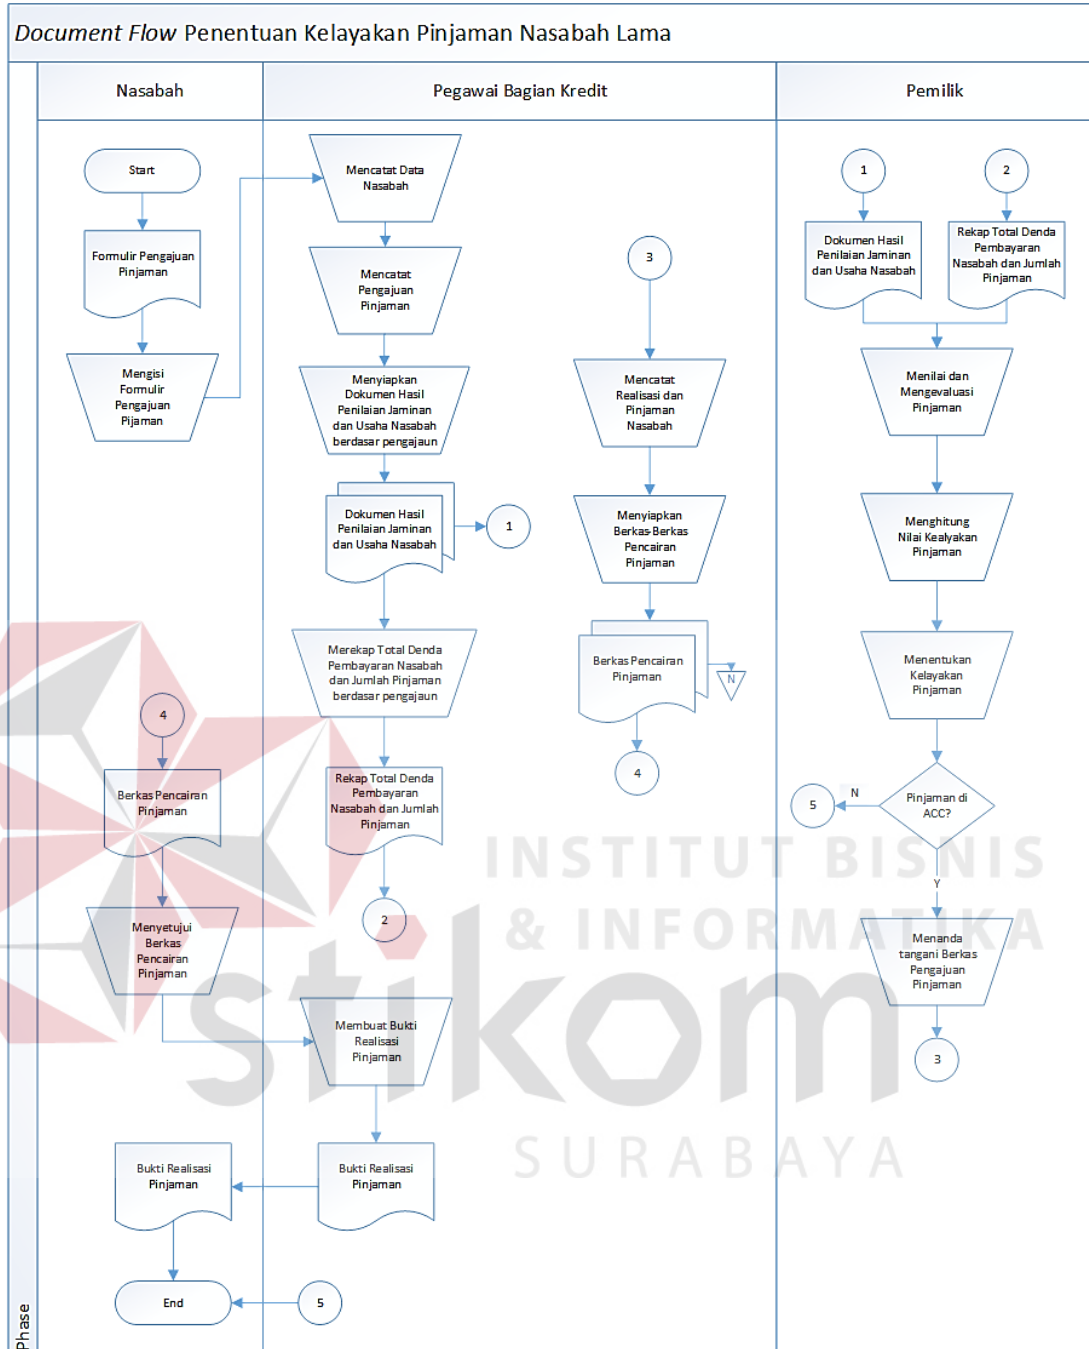 Document Flow Penentuan Kelayakan Pinjaman Nasabah Lama
Nasabah
Pegawai Bagian Kredit
Pemilik
Phase
Start
Formulir Pengajuan
Pinjaman
Mengisi
Formulir
Pengajuan
Pijaman
4
Berkas Pencairan
Pinjaman
Menyetujui
Berkas
Pencairan
Pinjaman
Bukti Realisasi
Pinjaman
End
Mencatat Data
Nasabah
Mencatat
Pengajuan
Pinjaman
Menyiapkan
Dokumen Hasil
Penilaian Jaminan
dan Usaha Nasabah
berdasar pengajaun
Dokumen Hasil
Penilaian Jaminan
dan Usaha Nasabah
1
Merekap Total Denda
Pembayaran Nasabah
dan Jumlah Pinjaman
berdasar pengajaun
Rekap Total Denda
Pembayaran
Nasabah dan Jumlah
Pinjaman
2
Membuat Bukti
Realisasi
Pinjaman
Bukti Realisasi
Pinjaman
5
3
Mencatat
Realisasi dan
Pinjaman
Nasabah
Menyiapkan
Berkas-Berkas
Pencairan
Pinjaman
Berkas Pencairan
Pinjaman
N
4
1
2
Dokumen Hasil
Penilaian Jaminan
dan Usaha Nasabah
Rekap Total Denda
Pembayaran
Nasabah dan Jumlah
Pinjaman
Menilai dan
Mengevaluasi
Pinjaman
Menghitung
Nilai Kealyakan
Pinjaman
Menentukan
Kelayakan
Pinjaman
Pinjaman di
ACC?
N
5
Y
Menanda
tangani Berkas
Pengajuan
Pinjaman
3
INSTITUT BISNIS
& INFORMATIKA
stikom
SURABAYA